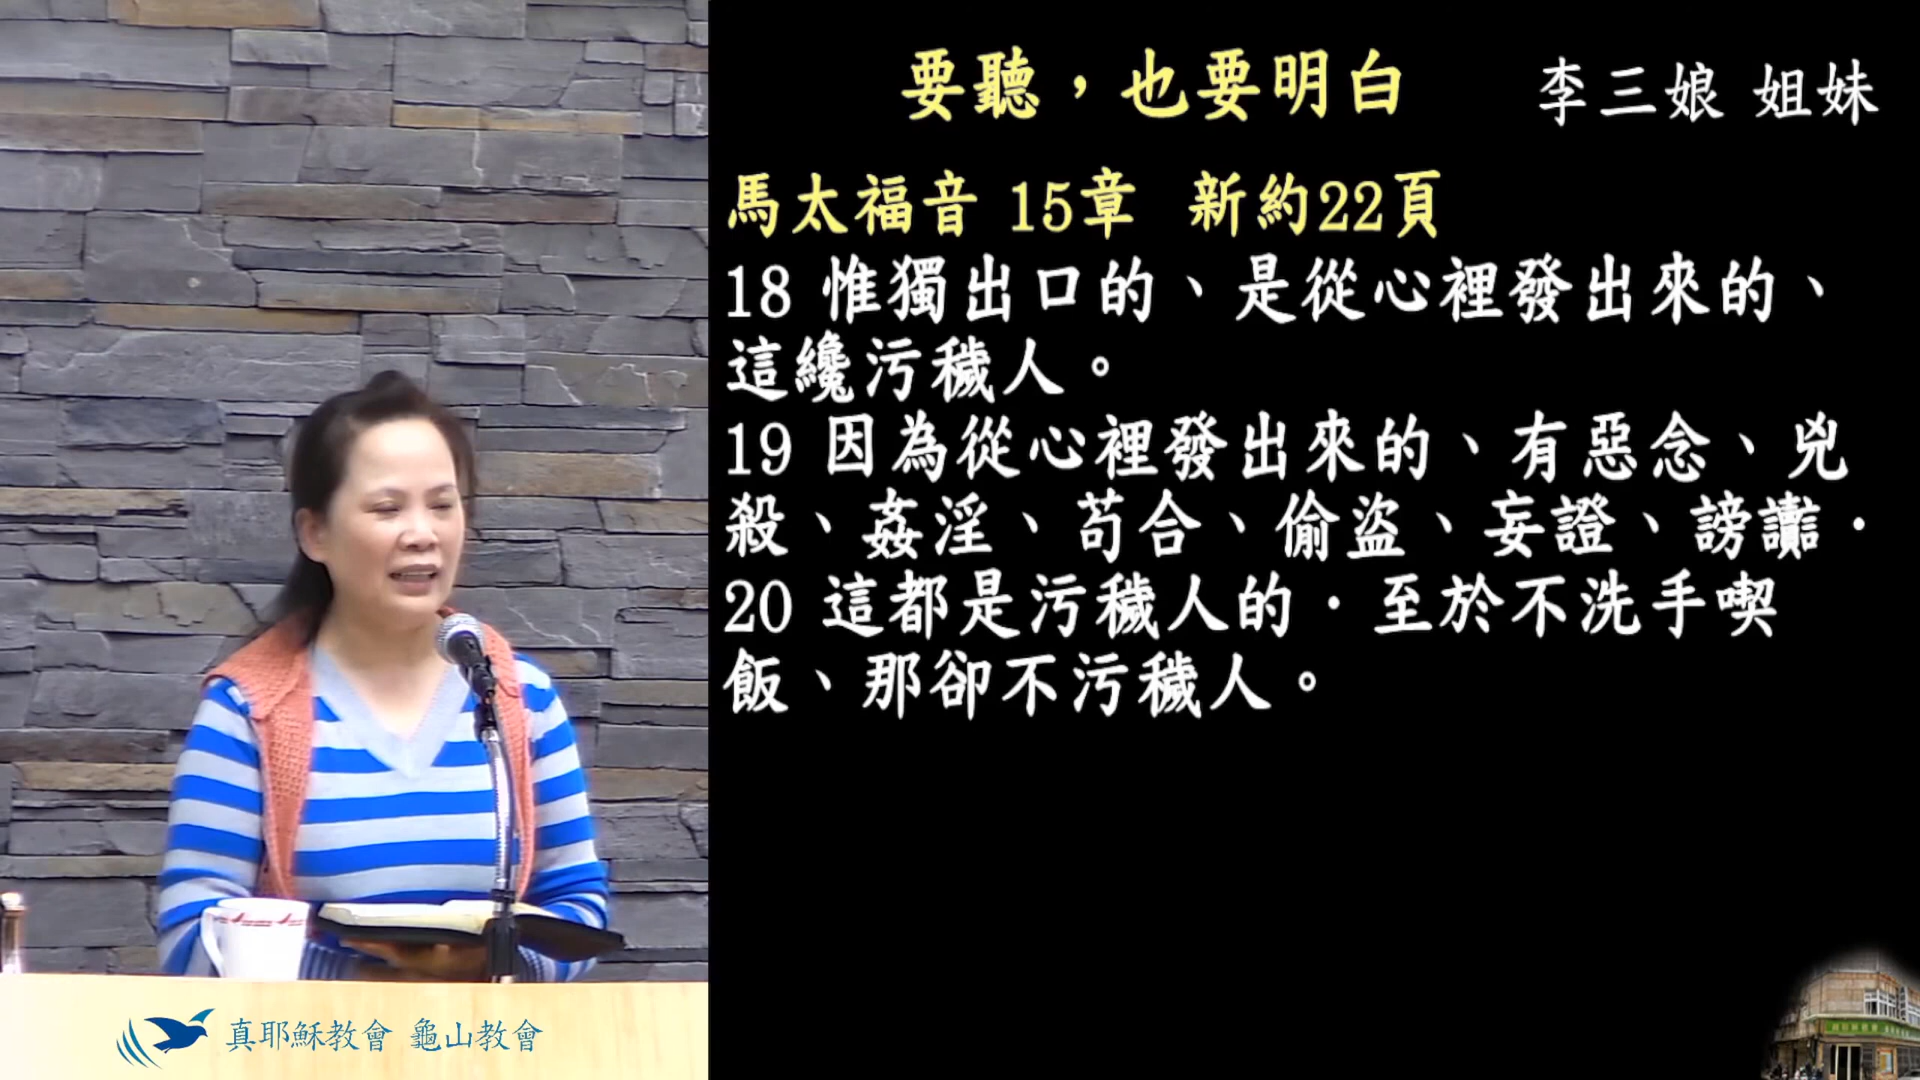 要聽，也要明白 李三娘 姐妹
馬太福音 15章 新約22頁
18 惟獨出口的、是從心裡發出來的、
這纔污穢人。
19 因為從心裡發出來的、有惡念、兇
殺、姦淫、苟合、偷盜、妄證、謗讟．
20 這都是污穢人的．至於不洗手喫
飯、那卻不污穢人。
真耶穌教會 龜山教會